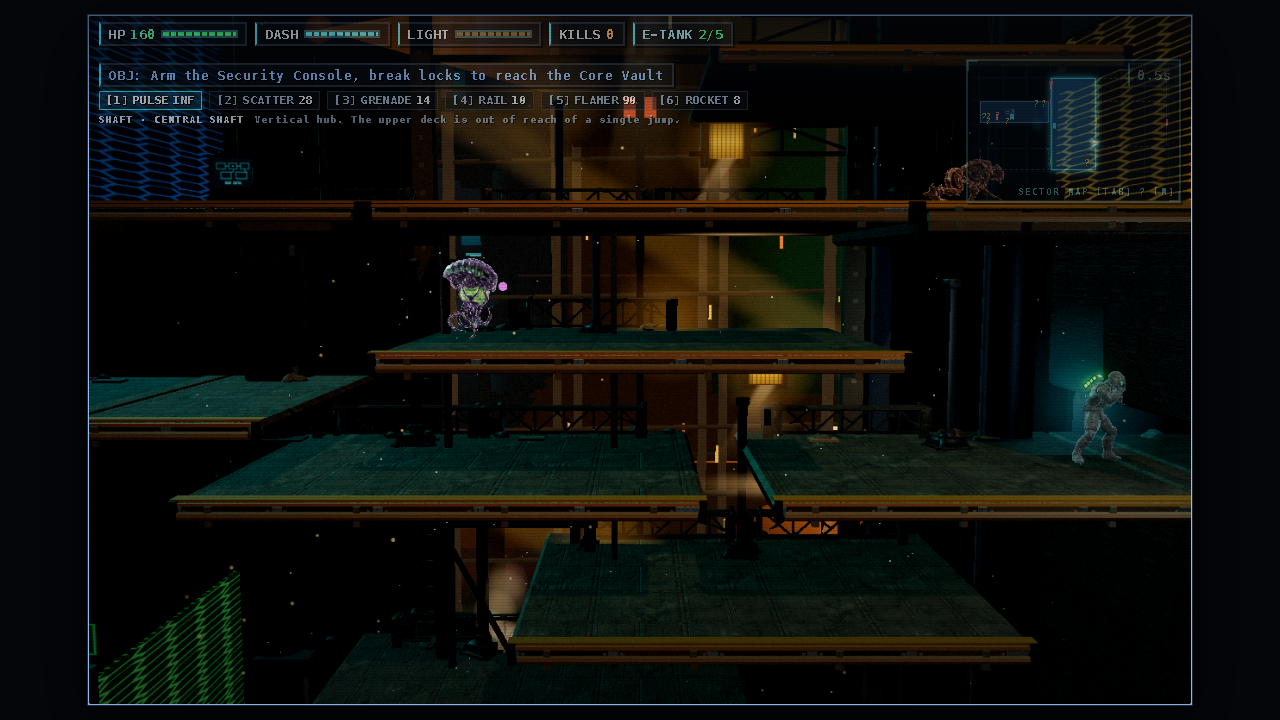 HP 160 DASH LIGHT KILLS 0 E-TANK 2/5
OBJ: Arm the Security Console, break locks to reach the Core Vault
0.5s
[1] PULSE INF [2] SCATTER 28 [3] GRENADE 14 [4] RAIL 10 [5] FLAMER 90 [6] ROCKET 8
SHAFT · CENTRAL SHAFT Vertical hub. The upper deck is out of reach of a single jump.
SECTOR MAP [TAB] ? [M]